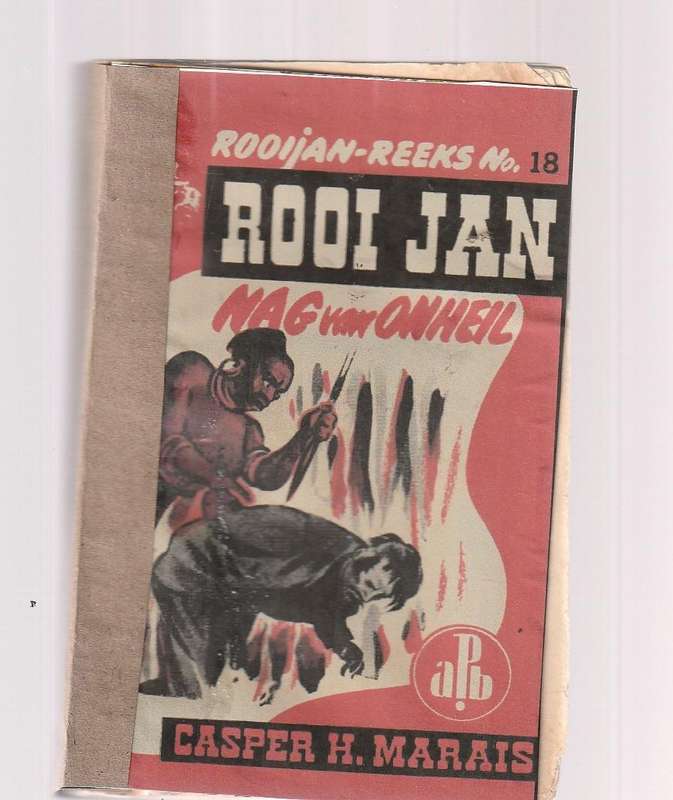 ROOIjAN-REEKS No. 18
ROOI JAN
NAG van ONHEIL
aPb
CASPER H. MARAIS